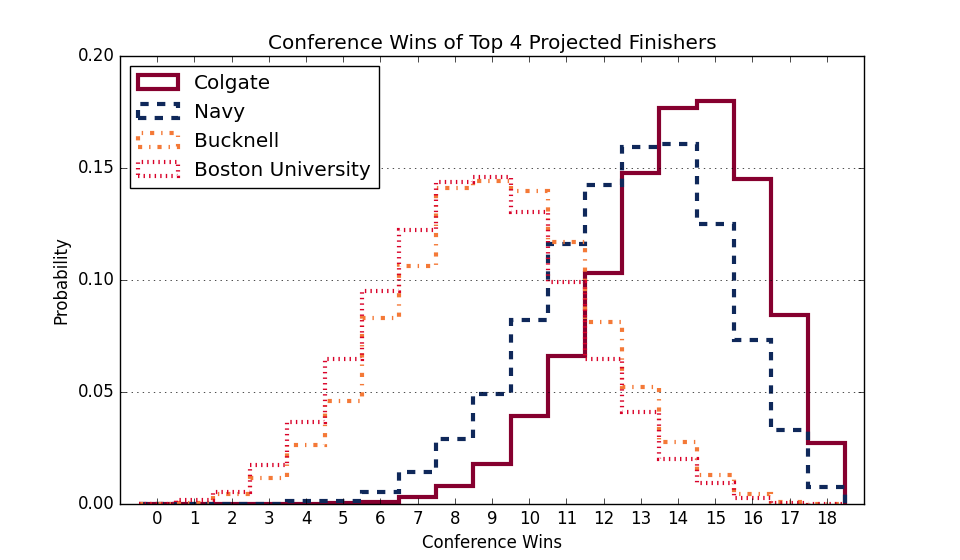 Conference Wins of Top 4 Projected Finishers
0.20
Colgate
Navy
Bucknell
Boston University
0.15
0.10
0.05
0.00
Probability
0 1 2 3 4 5 6 7 8 9 10 11 12 13 14 15 16 17 18
Conference Wins